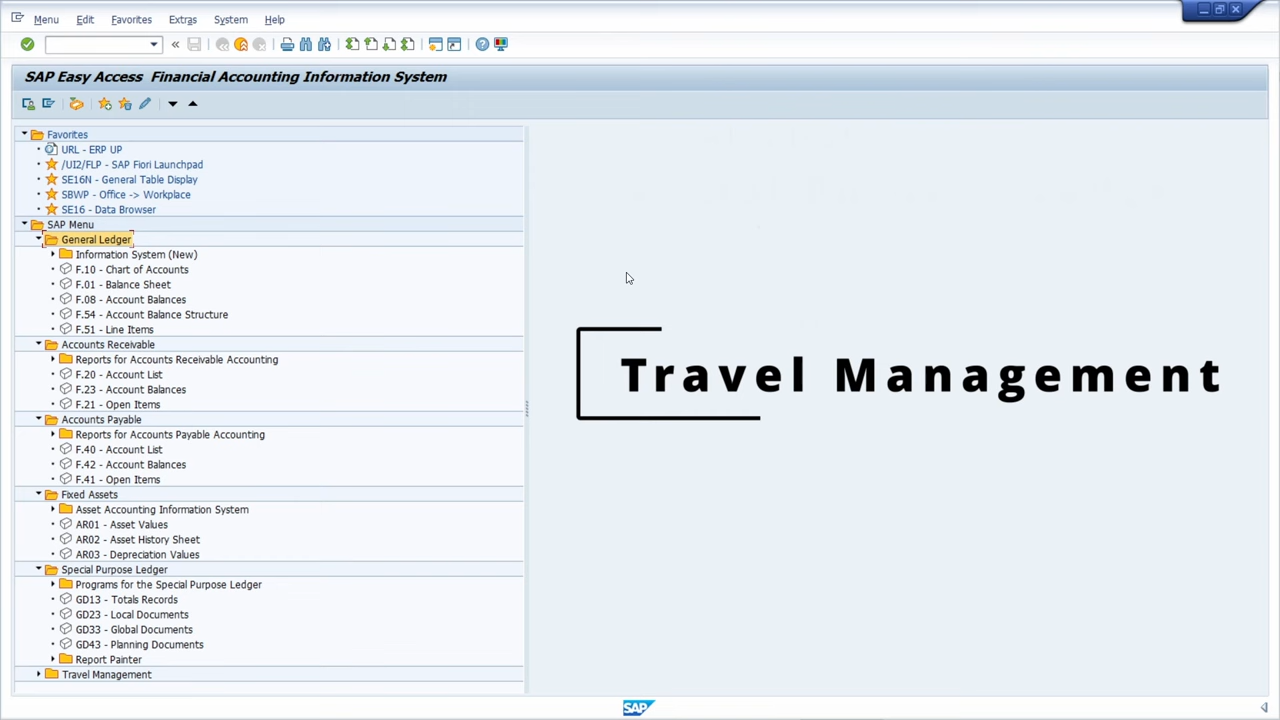 Menu Edit Favorites Extras System Help
SAP Easy Access Financial Accounting Information System
Favorites
URL - ERP UP
/UI2/FLP - SAP Fiori Launchpad
SE16N - General Table Display
SBWP - Office -> Workplace
SE16 - Data Browser
SAP Menu
General Ledger
Information System (New)
F.10 - Chart of Accounts
F.01 - Balance Sheet
F.08 - Account Balances
F.54 - Account Balance Structure
F.51 - Line Items
Accounts Receivable
Reports for Accounts Receivable Accounting
F.20 - Account List
F.23 - Account Balances
F.21 - Open Items
Accounts Payable
Reports for Accounts Payable Accounting
F.40 - Account List
F.42 - Account Balances
F.41 - Open Items
Fixed Assets
Asset Accounting Information System
AR01 - Asset Values
AR02 - Asset History Sheet
AR03 - Depreciation Values
Special Purpose Ledger
Programs for the Special Purpose Ledger
GD13 - Totals Records
GD23 - Local Documents
GD33 - Global Documents
GD43 - Planning Documents
Report Painter
Travel Management
Travel Management
SAP